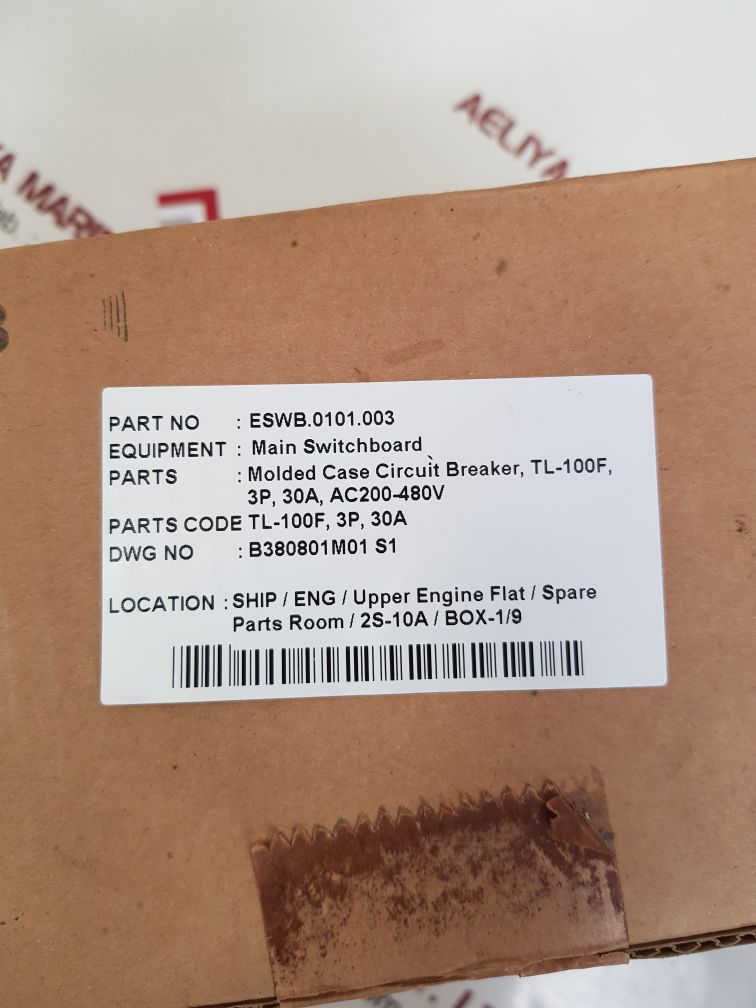 AELIYA
PART NO : ESWB.0101.003
EQUIPMENT : Main Switchboard
PARTS : Molded Case Circuit Breaker, TL-100F,
3P, 30A, AC200-480V
PARTS CODE TL-100F, 3P, 30A
DWG NO : B380801M01 S1
LOCATION : SHIP / ENG / Upper Engine Flat / Spare
Parts Room / 2S-10A / BOX-1/9